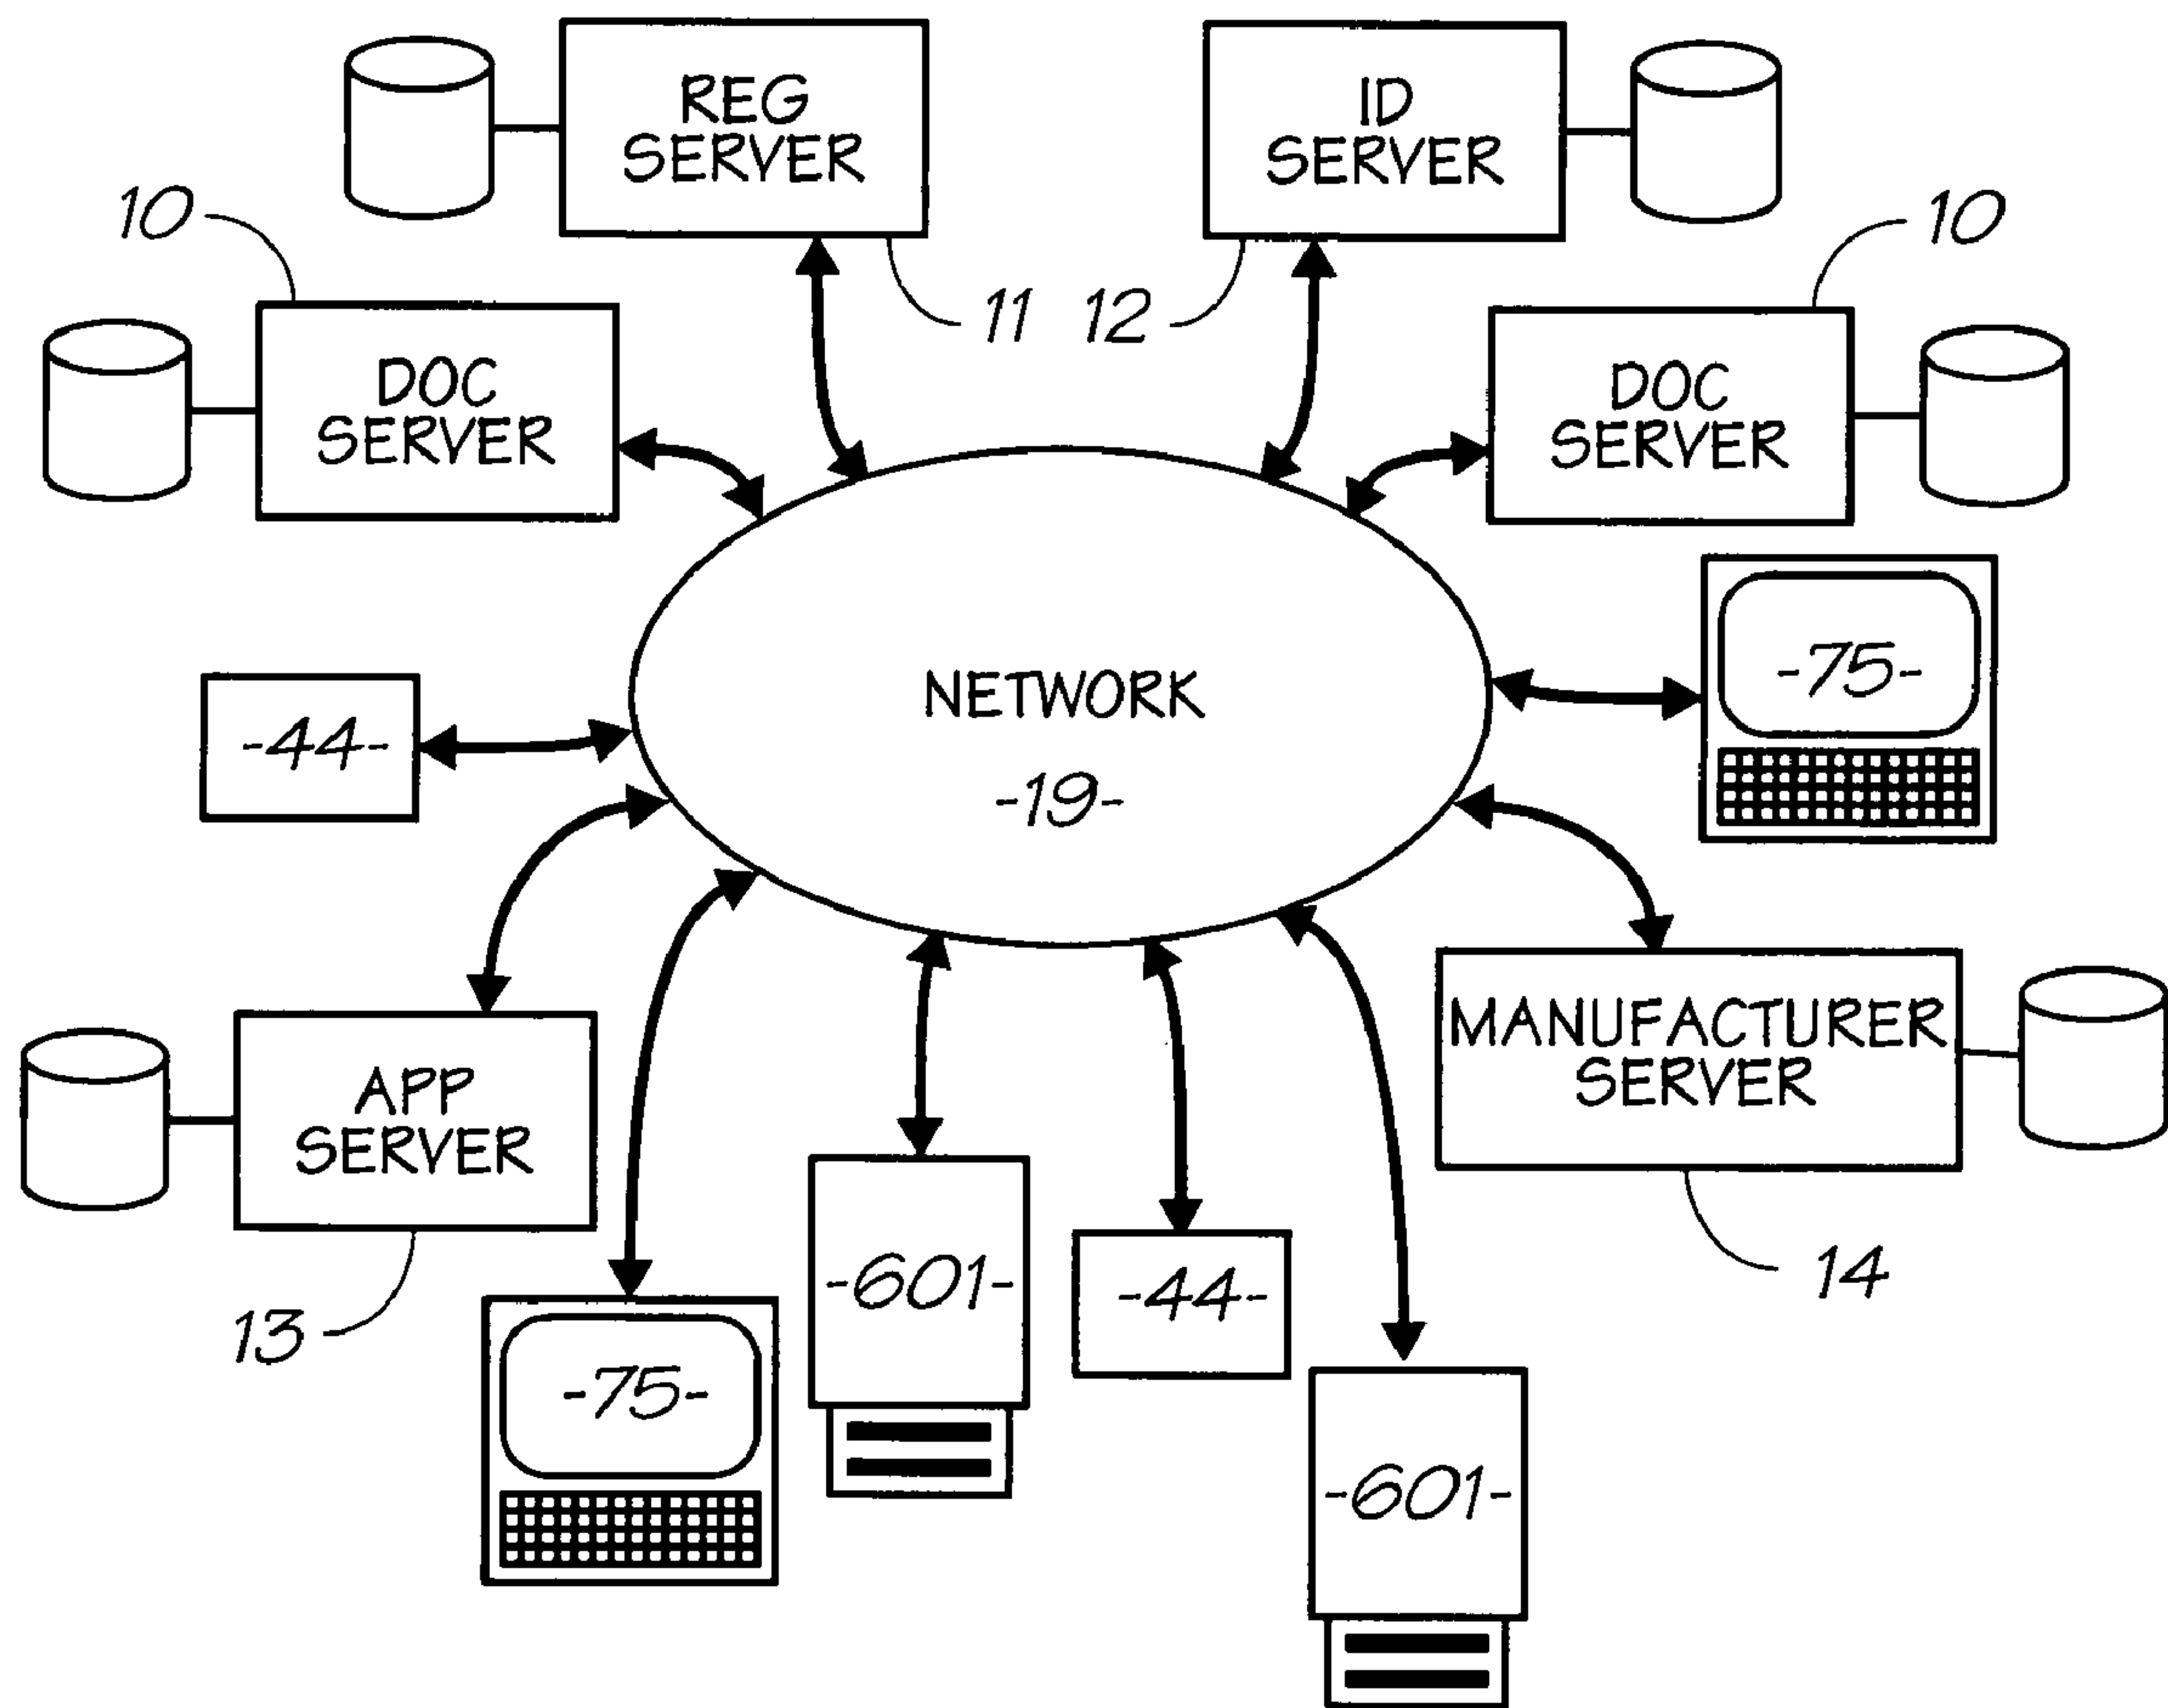 REG
SERVER
ID
SERVER
10
10
11
12
DOC
SERVER
DOC
SERVER
-75-
NETWORK
-19-
-44-
MANUFACTURER
SERVER
APP
SERVER
-601-
-44-
14
13
-75-
-601-